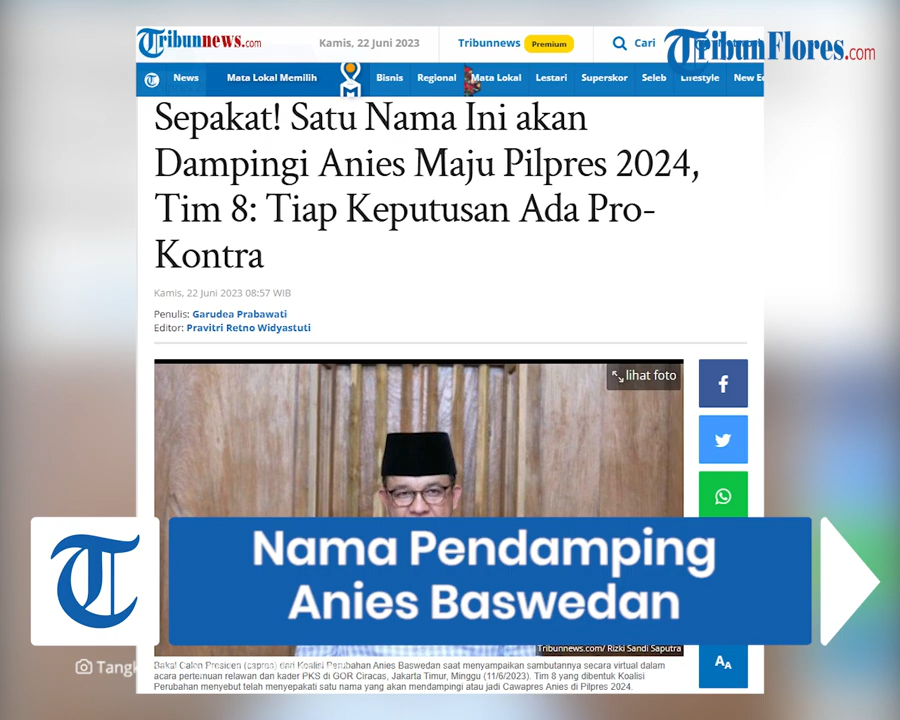 Tribunnews.com
Kamis, 22 Juni 2023
Tribunnews Premium
Cari
TribunFlores.com
News Mata Lokal Memilih Bisnis Regional Mata Lokal Lestari Superskor Seleb Lifestyle New
Sepakat! Satu Nama Ini akan
Dampingi Anies Maju Pilpres 2024,
Tim 8: Tiap Keputusan Ada Pro-
Kontra
Kamis, 22 Juni 2023 08:57 WIB
Penulis: Garudea Prabawati
Editor: Pravitri Retno Widyastuti
lihat foto
Nama Pendamping
Anies Baswedan
Tribunnews.com/ Rizki Sandi Saputra
Bakal Calon Presiden (capres) dari Koalisi Perubahan Anies Baswedan saat menyampaikan sambutannya secara virtual dalam
acara pertemuan relawan dan kader PKS di GOR Ciracas, Jakarta Timur, Minggu (11/6/2023). Tim 8 yang dibentuk Koalisi
Perubahan menyebut telah menyepakati satu nama yang akan mendampingi atau jadi Cawapres Anies di Pilpres 2024.
AA